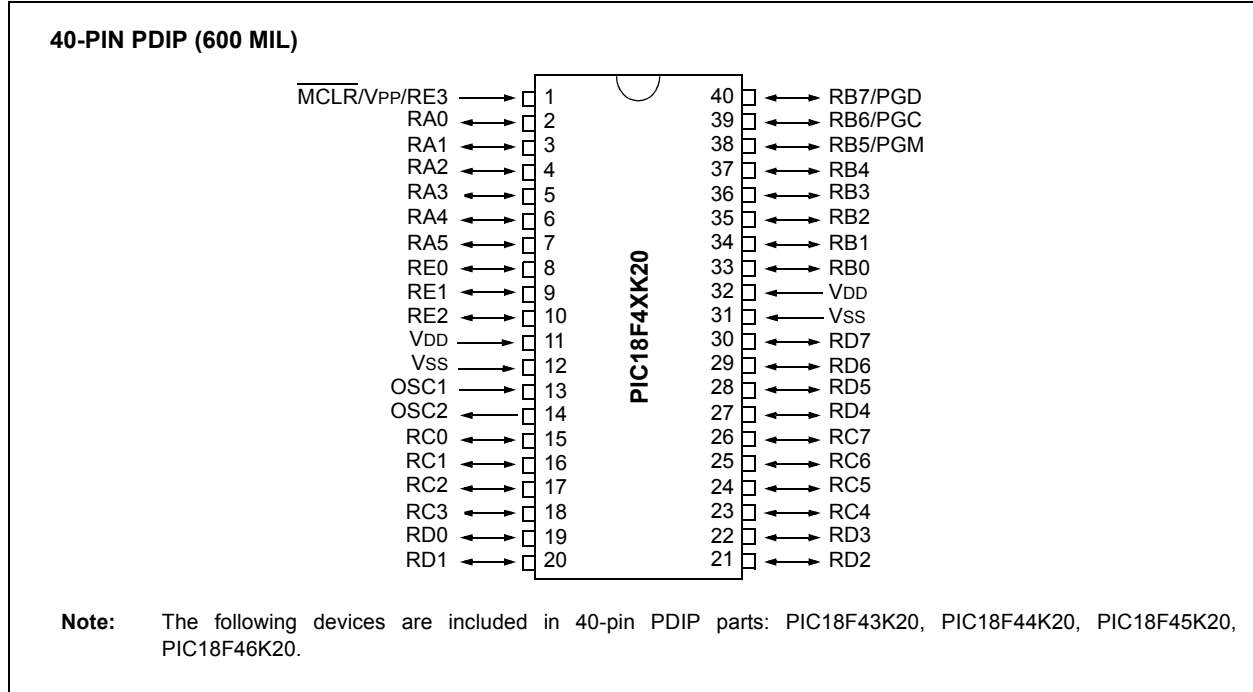 40-PIN PDIP (600 MIL)
MCLR/VPP/RE3 1 40 RB7/PGD
RA0 2 39 RB6/PGC
RA1 3 38 RB5/PGM
RA2 4 37 RB4
RA3 5 36 RB3
RA4 6 35 RB2
RA5 7 34 RB1
RE0 8 33 RB0
RE1 9 32 VDD
RE2 10 31 VSS
VDD 11 30 RD7
VSS 12 29 RD6
OSC1 13 28 RD5
OSC2 14 27 RD4
RC0 15 26 RC7
RC1 16 25 RC6
RC2 17 24 RC5
RC3 18 23 RC4
RD0 19 22 RD3
RD1 20 21 RD2
PIC18F4XK20
Note: The following devices are included in 40-pin PDIP parts: PIC18F43K20, PIC18F44K20, PIC18F45K20,
PIC18F46K20.